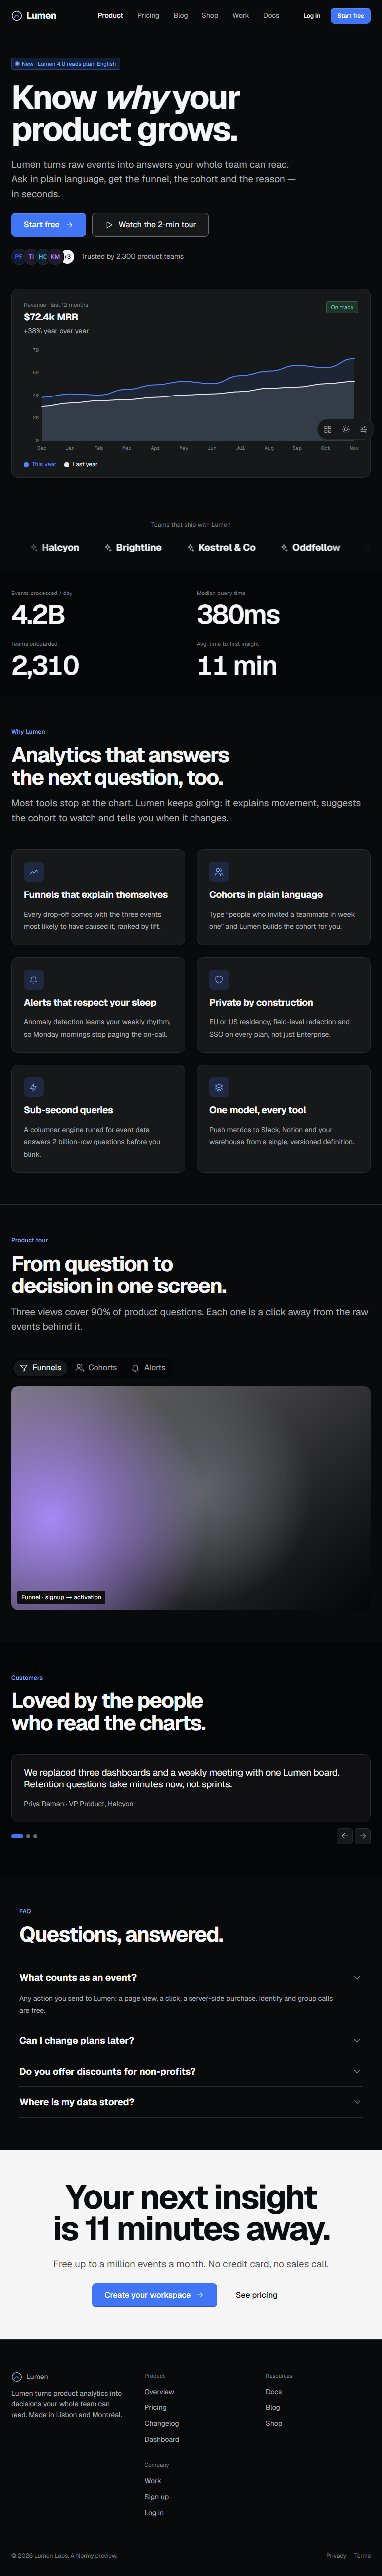 Lumen
Product Pricing Blog Shop Work Docs
Log in Start free
New · Lumen 4.0 reads plain English
Know why your
product grows.
Lumen turns raw events into answers your whole team can read.
Ask in plain language, get the funnel, the cohort and the reason —
in seconds.
Start free →
Watch the 2-min tour
TI KM +3
Trusted by 2,300 product teams
Revenue · last 12 months
$72.4k MRR
+38% year over year
On track
Dec Jan Feb Mar Apr May Jun Jul Aug Sep Oct Nov
This year Last year
Teams that ship with Lumen
Halcyon Brightline Kestrel & Co Oddfellow
Events processed / day
4.2B
Median query time
380ms
Teams onboarded
2,310
Avg. time to first insight
11 min
Why Lumen
Analytics that answers
the next question, too.
Most tools stop at the chart. Lumen keeps going: it explains movement, suggests
the cohort to watch and tells you when it changes.
Funnels that explain themselves
Every drop-off comes with the three events
most likely to have caused it, ranked by lift.
Cohorts in plain language
Type “people who invited a teammate in week
one” and Lumen builds the cohort for you.
Alerts that respect your sleep
Anomaly detection learns your weekly rhythm,
so Monday mornings stop paging the on-call.
Private by construction
EU or US residency, field-level redaction and
SSO on every plan, not just Enterprise.
Sub-second queries
A columnar engine tuned for event data
answers 2 billion-row questions before you
blink.
One model, every tool
Push metrics to Slack, Notion and your
warehouse from a single, versioned definition.
Product tour
From question to
decision in one screen.
Three views cover 90% of product questions. Each one is a click away from the raw
events behind it.
Funnels Cohorts Alerts
Funnel · signup → activation
Customers
Loved by the people
who read the charts.
We replaced three dashboards and a weekly meeting with one Lumen board.
Retention questions take minutes now, not sprints.
Priya Raman · VP Product, Halcyon
← →
FAQ
Questions, answered.
What counts as an event?
Any action you send to Lumen: a page view, a click, a server-side purchase. Identify and group calls
are free.
Can I change plans later?
Do you offer discounts for non-profits?
Where is my data stored?
Your next insight
is 11 minutes away.
Free up to a million events a month. No credit card, no sales call.
Create your workspace →
See pricing
Lumen
Lumen turns product analytics into
decisions your whole team can
read. Made in Lisbon and Montréal.
Product
Overview
Pricing
Changelog
Dashboard
Resources
Docs
Blog
Shop
Company
Work
Sign up
Log in
© 2026 Lumen Labs. A Normy preview.
Privacy Terms